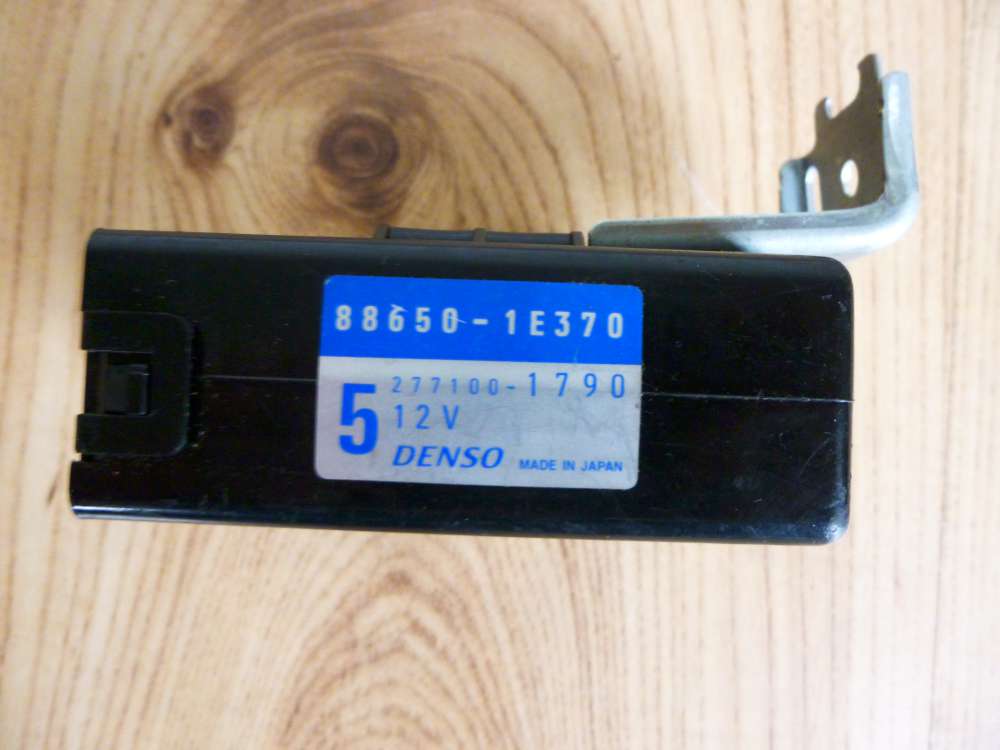 88650-1E370
277100-1790
5
12V
DENSO MADE IN JAPAN